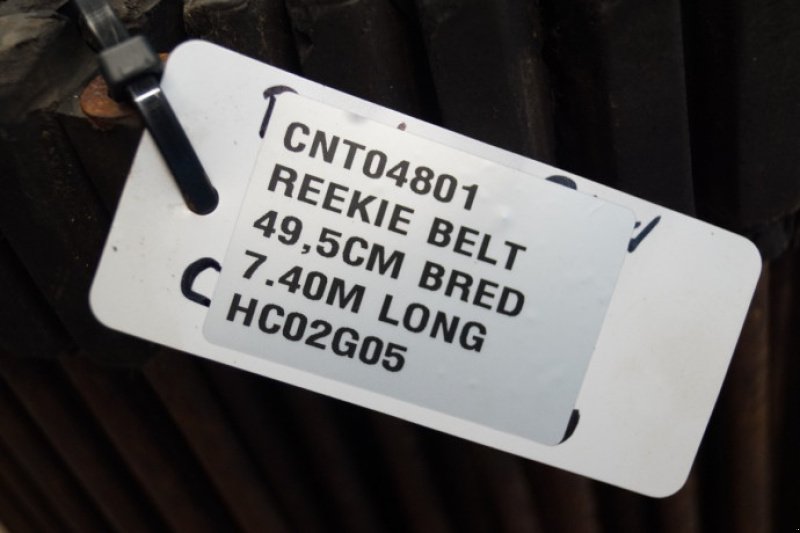 CNT04801
REEKIE BELT
49,5CM BRED
7.40M LONG
HC02G05